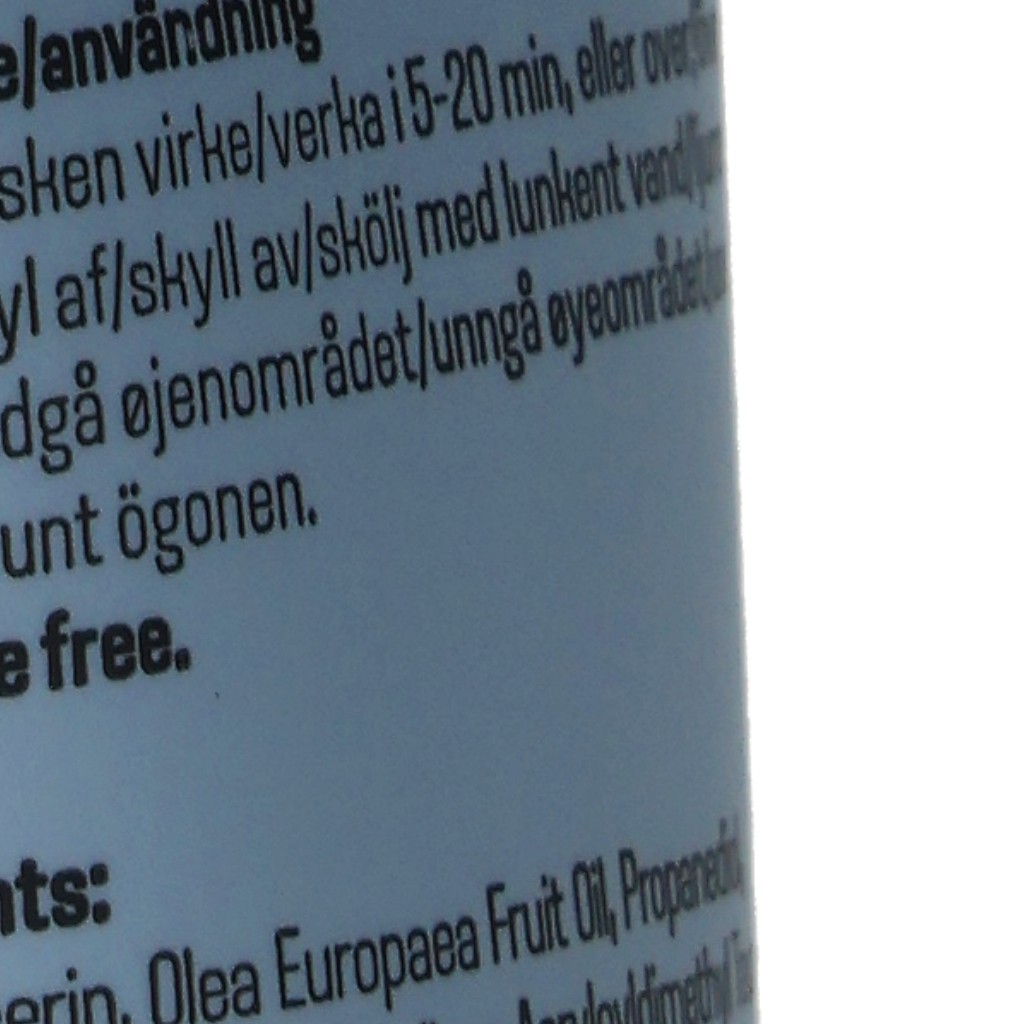 e/användning
sken virke/verka i 5-20 min, eller over
yl af/skyll av/skölj med lunkent vand/
dgå øjenområdet/unngå øyeområdet/
unt ögonen.
e free.
nts:
erin, Olea Europaea Fruit Oil, Propanediol,